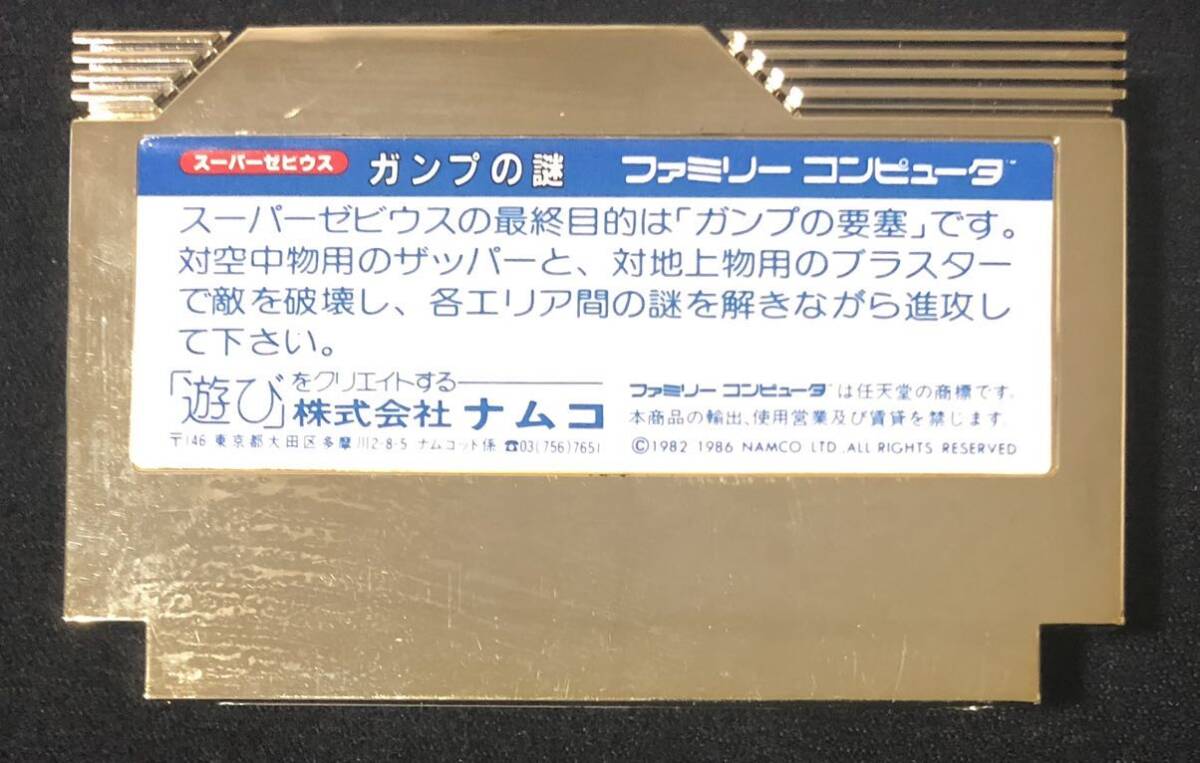 スーパーゼビウス ガンプの謎 ファミリー コンピュータ™
スーパーゼビウスの最終目的は「ガンプの要塞」です。
対空中物用のザッパーと、対地上物用のブラスター
で敵を破壊し、各エリア間の謎を解きながら進攻し
て下さい。
「遊び」をクリエイトする
株式会社 ナムコ
〒146 東京都大田区多摩川2-8-5 ナムコット係 ☎03(756)7651
ファミリー コンピュータ™は任天堂の商標です。
本商品の輸出、使用営業及び賃貸を禁じます。
©1982 1986 NAMCO LTD.,ALL RIGHTS RESERVED